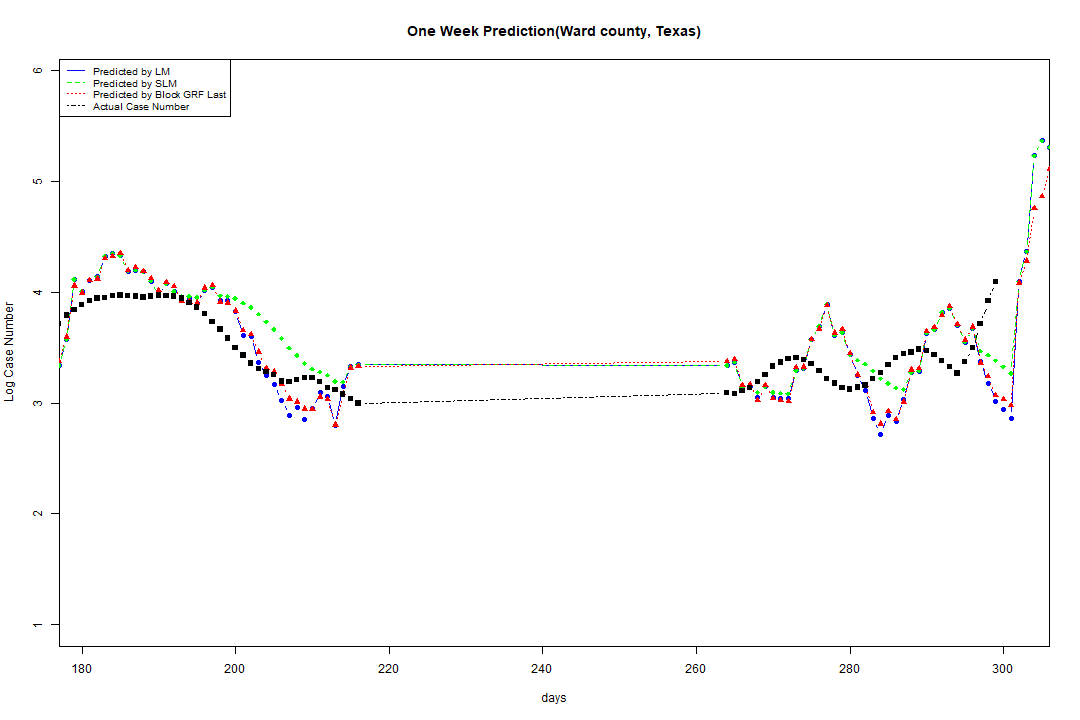 One Week Prediction(Ward county, Texas)
6
Predicted by LM
Predicted by SLM
Predicted by Block GRF Last
Actual Case Number
5
4
3
2
1
Log Case Number
180 200 220 240 260 280 300
days